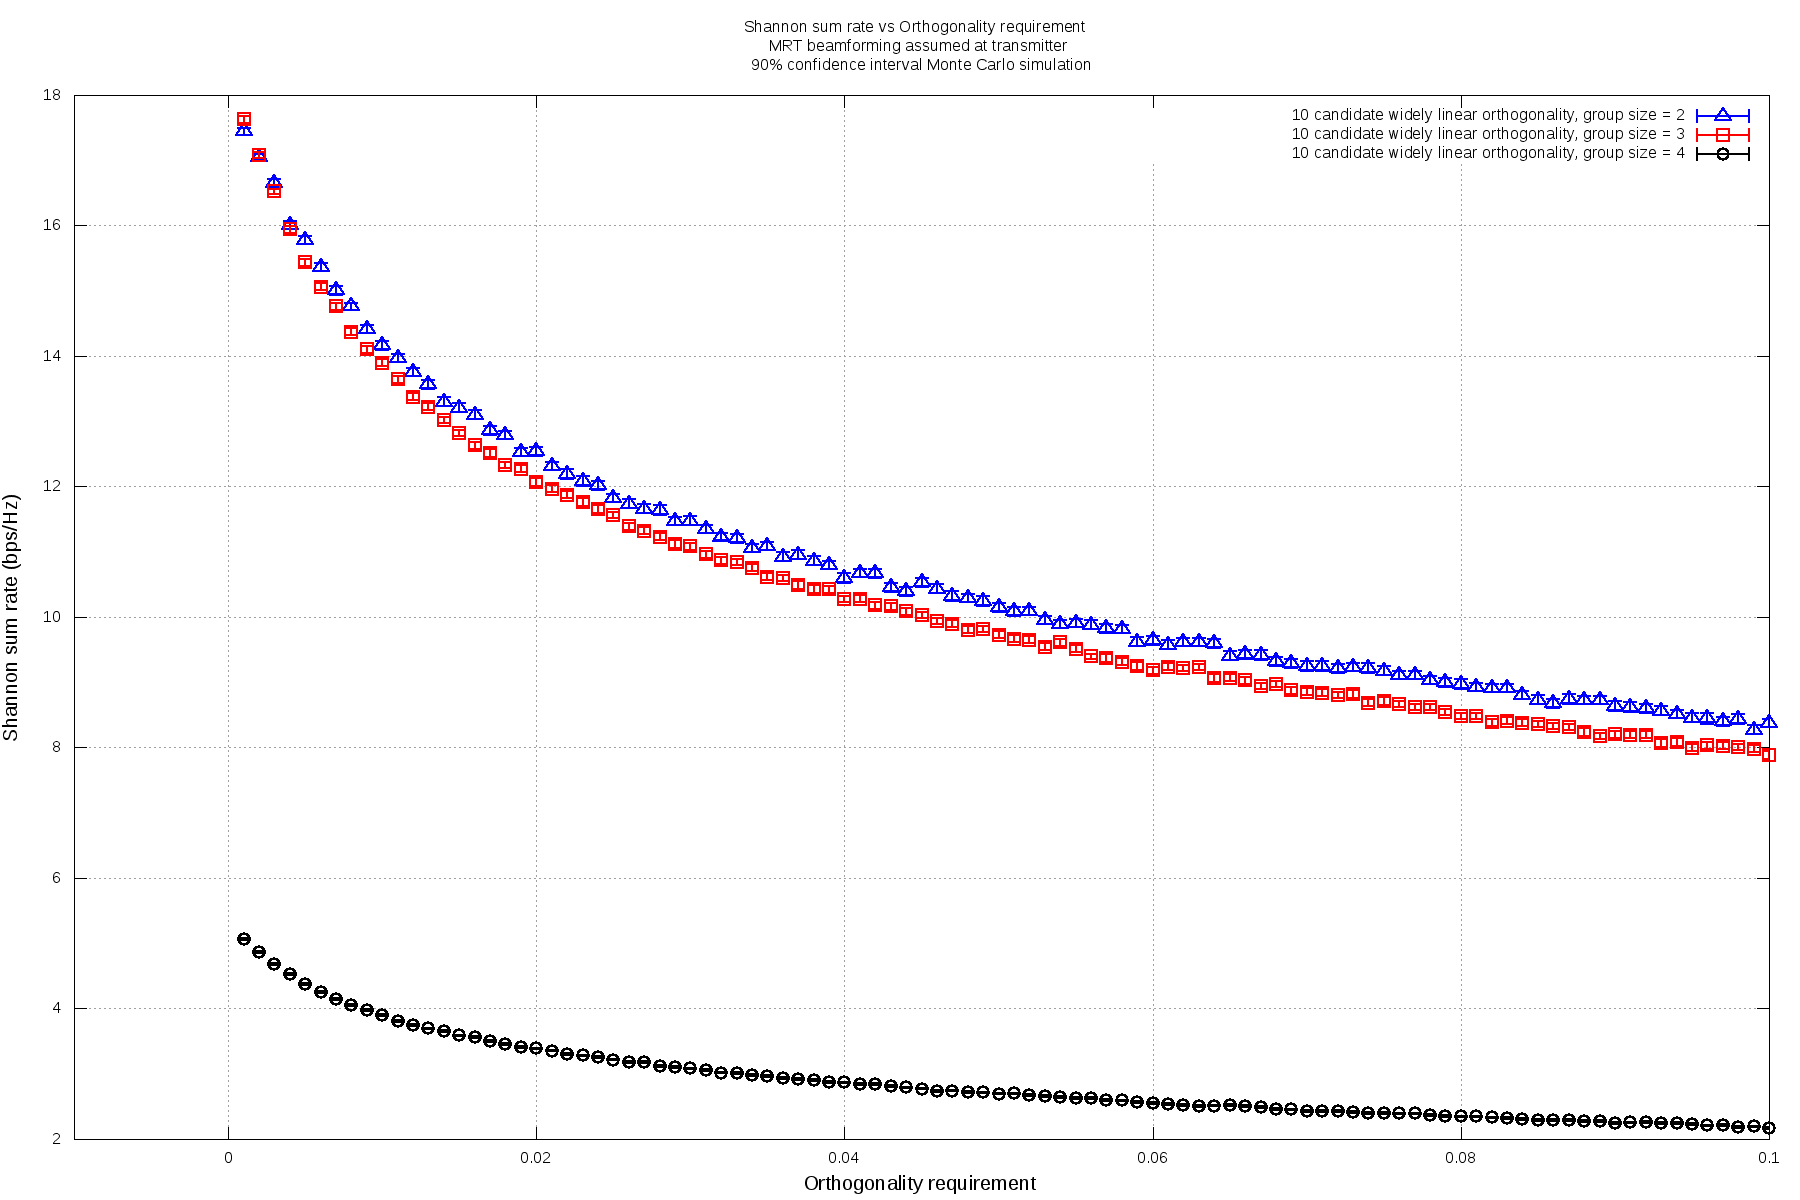 Shannon sum rate vs Orthogonality requirement
MRT beamforming assumed at transmitter
90% confidence interval Monte Carlo simulation
18
16
14
12
10
8
6
4
2
Shannon sum rate (bps/Hz)
10 candidate widely linear orthogonality, group size = 2
10 candidate widely linear orthogonality, group size = 3
10 candidate widely linear orthogonality, group size = 4
0 0.02 0.04 0.06 0.08 0.1
Orthogonality requirement